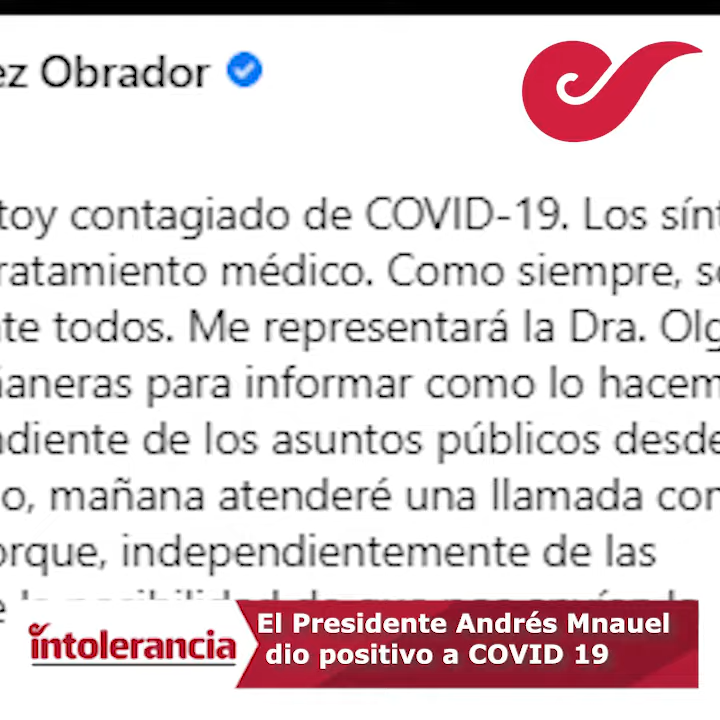 ez Obrador
toy contagiado de COVID-19. Los sínt
ratamiento médico. Como siempre, s
te todos. Me representará la Dra. Olg
ñaneras para informar como lo hacem
ndiente de los asuntos públicos desde
o, mañana atenderé una llamada con
orque, independientemente de las
intolerancia
El Presidente Andrés Mnauel
dio positivo a COVID 19